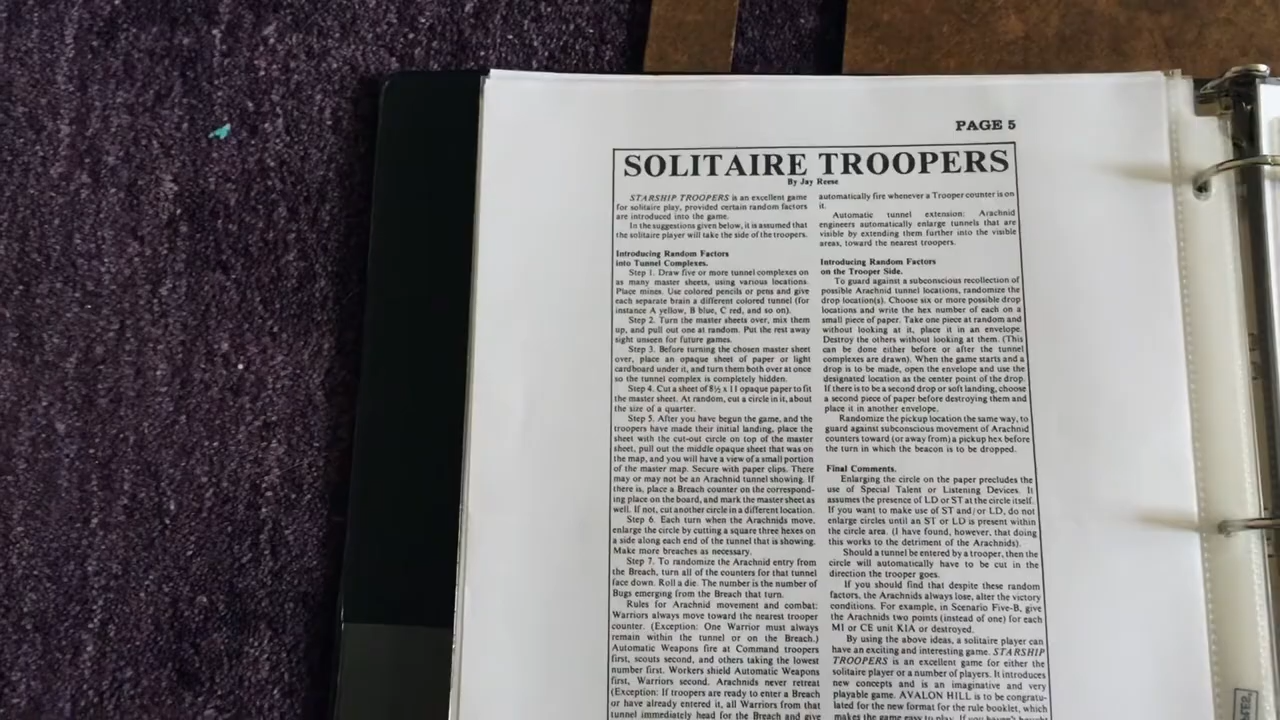 PAGE 5
SOLITAIRE TROOPERS
By Jay Reese
STARSHIP TROOPERS is an excellent game
for solitaire play, provided certain random factors
are introduced into the game.
In the suggestions given below, it is assumed that
the solitaire player will take the side of the troopers.
Introducing Random Factors
into Tunnel Complexes.
Step 1. Draw five or more tunnel complexes on
as many master sheets, using various locations.
Place mines. Use colored pencils or pens and give
each separate brain a different colored tunnel (for
instance A yellow, B blue, C red, and so on).
Step 2. Turn the master sheets over, mix them
up, and pull out one at random. Put the rest away
sight unseen for future games.
Step 3. Before turning the chosen master sheet
over, place an opaque sheet of paper or light
cardboard under it, and turn them both over at once
so the tunnel complex is completely hidden.
Step 4. Cut a sheet of 8½ x 11 opaque paper to fit
the master sheet. At random, cut a circle in it, about
the size of a quarter.
Step 5. After you have begun the game, and the
troopers have made their initial landing, place the
sheet with the cut-out circle on top of the master
sheet, pull out the middle opaque sheet that was on
the map, and you will have a view of a small portion
of the master map. Secure with paper clips. There
may or may not be an Arachnid tunnel showing. If
there is, place a Breach counter on the correspond-
ing place on the board, and mark the master sheet as
well. If not, cut another circle in a different location.
Step 6. Each turn when the Arachnids move,
enlarge the circle by cutting a square three hexes on
a side along each end of the tunnel that is showing.
Make more breaches as necessary.
Step 7. To randomize the Arachnid entry from
the Breach, turn all of the counters for that tunnel
face down. Roll a die. The number is the number of
Bugs emerging from the Breach that turn.
Rules for Arachnid movement and combat:
Warriors always move toward the nearest trooper
counter. (Exception: One Warrior must always
remain within the tunnel or on the Breach.)
Automatic Weapons fire at Command troopers
first, scouts second, and others taking the lowest
number first. Workers shield Automatic Weapons
first, Warriors second. Arachnids never retreat
(Exception: If troopers are ready to enter a Breach
or have already entered it, all Warriors from that
tunnel immediately head for the Breach and give
automatically fire whenever a Trooper counter is on
it.
Automatic tunnel extension: Arachnid
engineers automatically enlarge tunnels that are
visible by extending them further into the visible
areas, toward the nearest troopers.
Introducing Random Factors
on the Trooper Side.
To guard against a subconscious recollection of
possible Arachnid tunnel locations, randomize the
drop location(s). Choose six or more possible drop
locations and write the hex number of each on a
small piece of paper. Take one piece at random and
without looking at it, place it in an envelope.
Destroy the others without looking at them. (This
can be done either before or after the tunnel
complexes are drawn). When the game starts and a
drop is to be made, open the envelope and use the
designated location as the center point of the drop.
If there is to be a second drop or soft landing, choose
a second piece of paper before destroying them and
place it in another envelope.
Randomize the pickup location the same way, to
guard against subconscious movement of Arachnid
counters toward (or away from) a pickup hex before
the turn in which the beacon is to be dropped.
Final Comments.
Enlarging the circle on the paper precludes the
use of Special Talent or Listening Devices. It
assumes the presence of LD or ST at the circle itself.
If you want to make use of ST and/or LD, do not
enlarge circles until an ST or LD is present within
the circle area. (I have found, however, that doing
this works to the detriment of the Arachnids).
Should a tunnel be entered by a trooper, then the
circle will automatically have to be cut in the
direction the trooper goes.
If you should find that despite these random
factors, the Arachnids always lose, alter the victory
conditions. For example, in Scenario Five-B, give
the Arachnids two points (instead of one) for each
MI or CE unit KIA or destroyed.
By using the above ideas, a solitaire player can
have an exciting and interesting game. STARSHIP
TROOPERS is an excellent game for either the
solitaire player or a number of players. It introduces
new concepts and is an imaginative and very
playable game. AVALON HILL is to be congratu-
lated for the new format for the rule booklet, which
makes the game easy to play. If you haven't bought